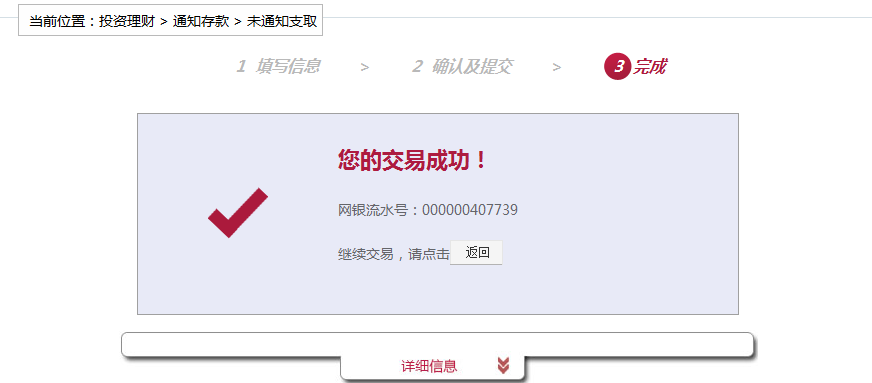 当前位置：投资理财 > 通知存款 > 未通知支取
1 填写信息 > 2 确认及提交 > 3 完成
您的交易成功！
网银流水号：000000407739
继续交易，请点击 返回
详细信息